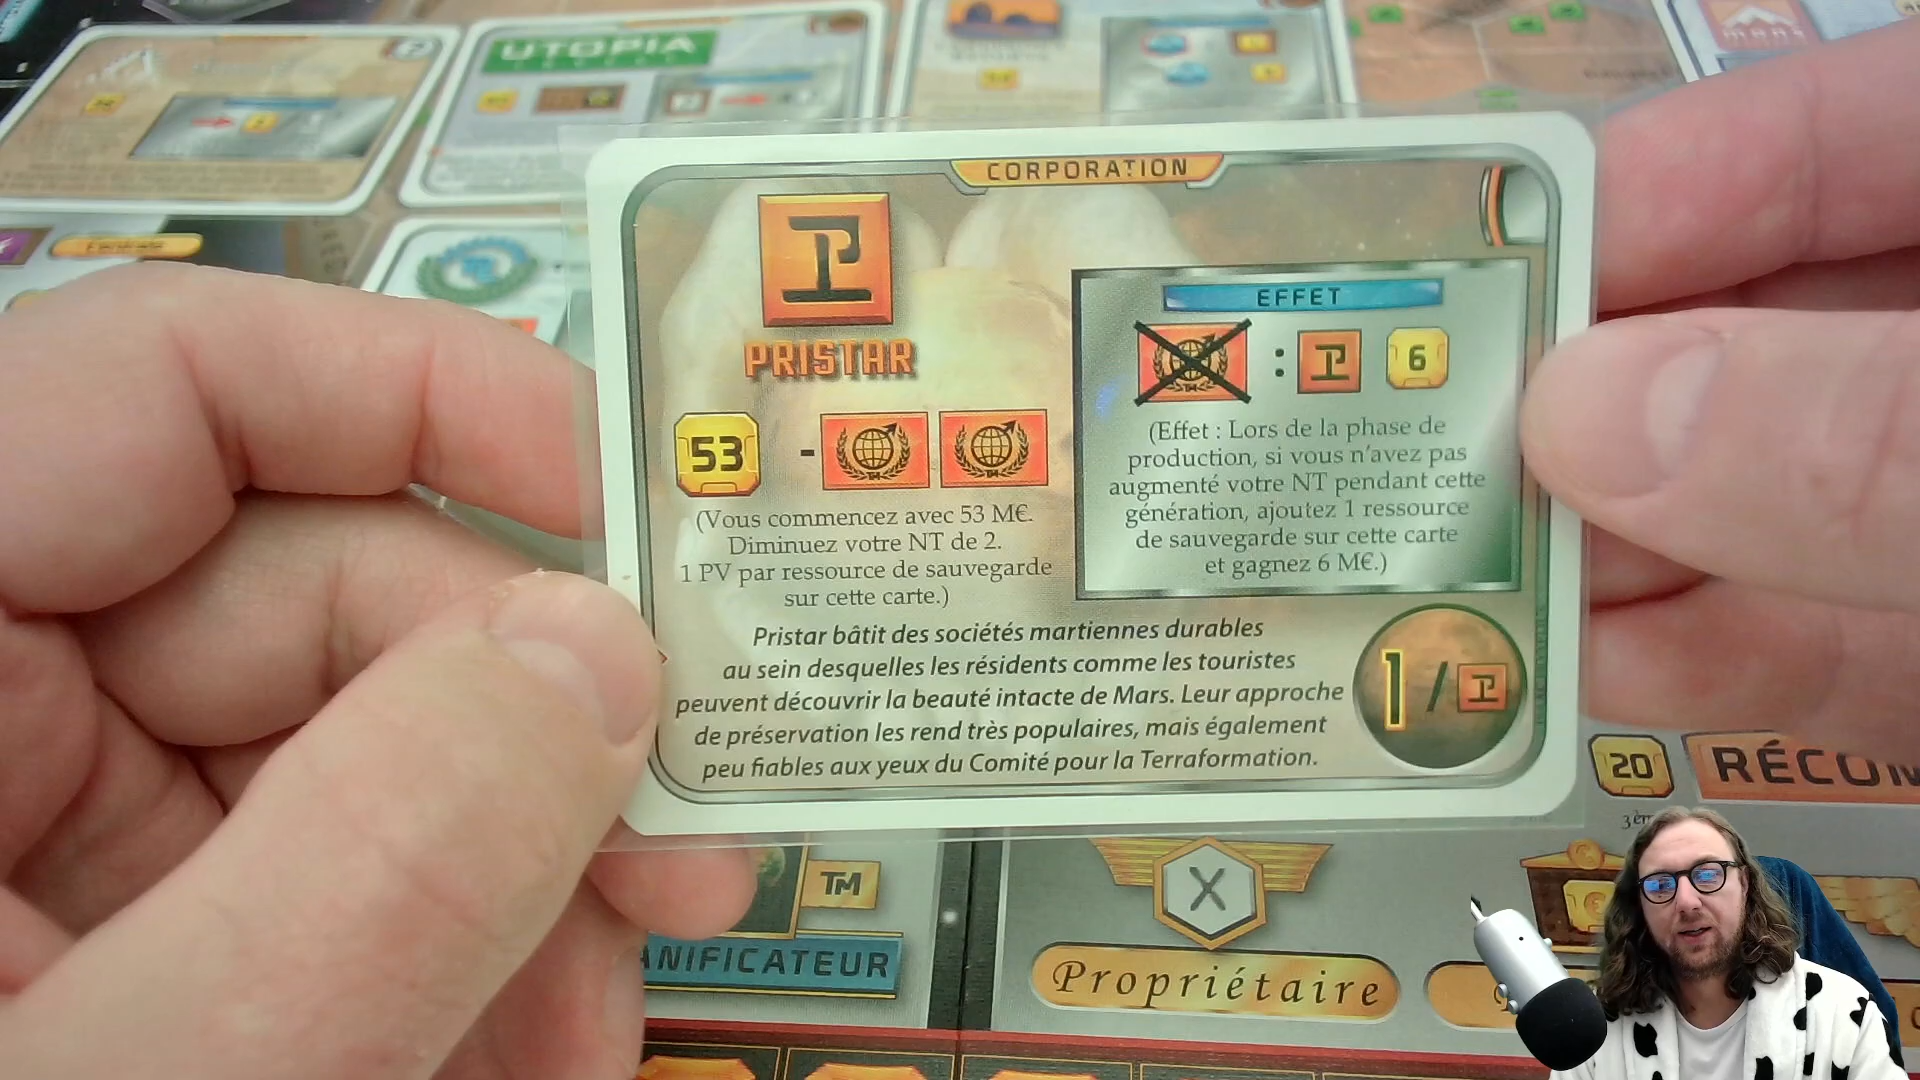 UTOPIA
CORPORATION
PRISTAR
53
-
(Vous commencez avec 53 M€.
Diminuez votre NT de 2.
1 PV par ressource de sauvegarde
sur cette carte.)
EFFET
: 6
(Effet : Lors de la phase de
production, si vous n'avez pas
augmenté votre NT pendant cette
génération, ajoutez 1 ressource
de sauvegarde sur cette carte
et gagnez 6 M€.)
Pristar bâtit des sociétés martiennes durables
au sein desquelles les résidents comme les touristes
peuvent découvrir la beauté intacte de Mars. Leur approche
de préservation les rend très populaires, mais également
peu fiables aux yeux du Comité pour la Terraformation.
1 /
20
RÉCOM
3èm
TM
ANIFICATEUR
X
Propriétaire